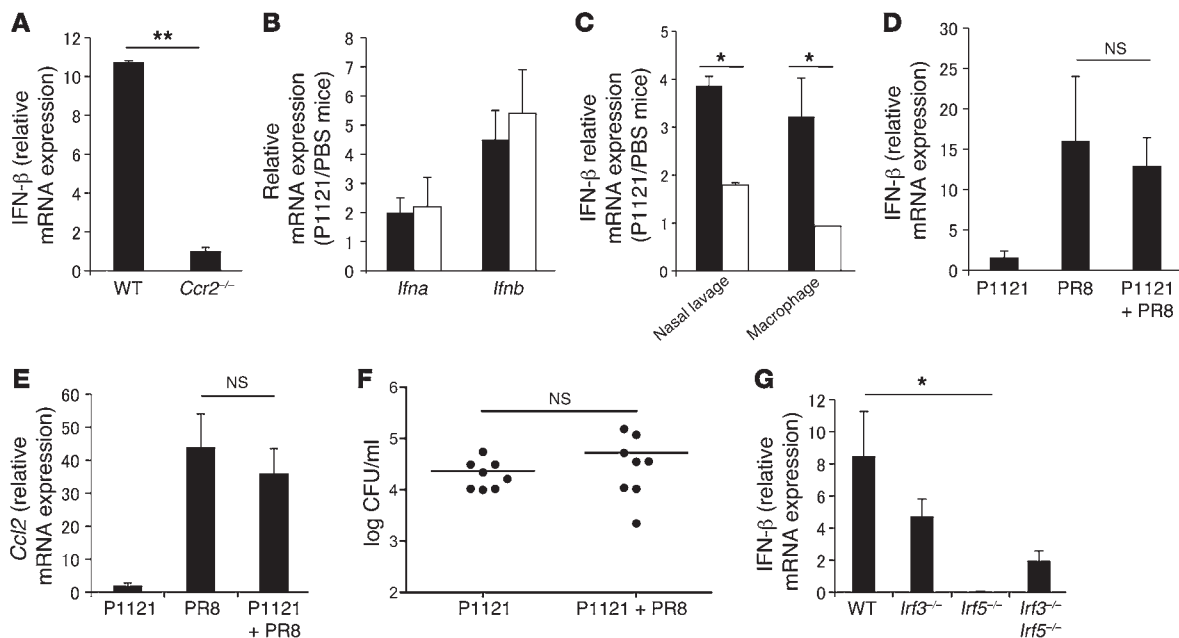 A
IFN-β (relative
mRNA expression)
12
10
8
6
4
2
0
**
WT
Ccr2–/–
B
Relative
mRNA expression
(P1121/PBS mice)
8
7
6
5
4
3
2
1
0
Ifna
Ifnb
C
IFN-β relative
mRNA expression
(P1121/PBS mice)
5
4
3
2
1
0
*
*
Nasal lavage
Macrophage
D
IFN-β (relative
mRNA expression)
30
25
20
15
10
5
0
NS
P1121
PR8
P1121
+ PR8
E
Ccl2 (relative
mRNA expression)
60
50
40
30
20
10
0
NS
P1121
PR8
P1121
+ PR8
F
log CFU/ml
6
5
4
3
2
NS
P1121
P1121 + PR8
G
IFN-β (relative
mRNA expression)
12
10
8
6
4
2
0
*
WT
Irf3–/–
Irf5–/–
Irf3–/–
Irf5–/–